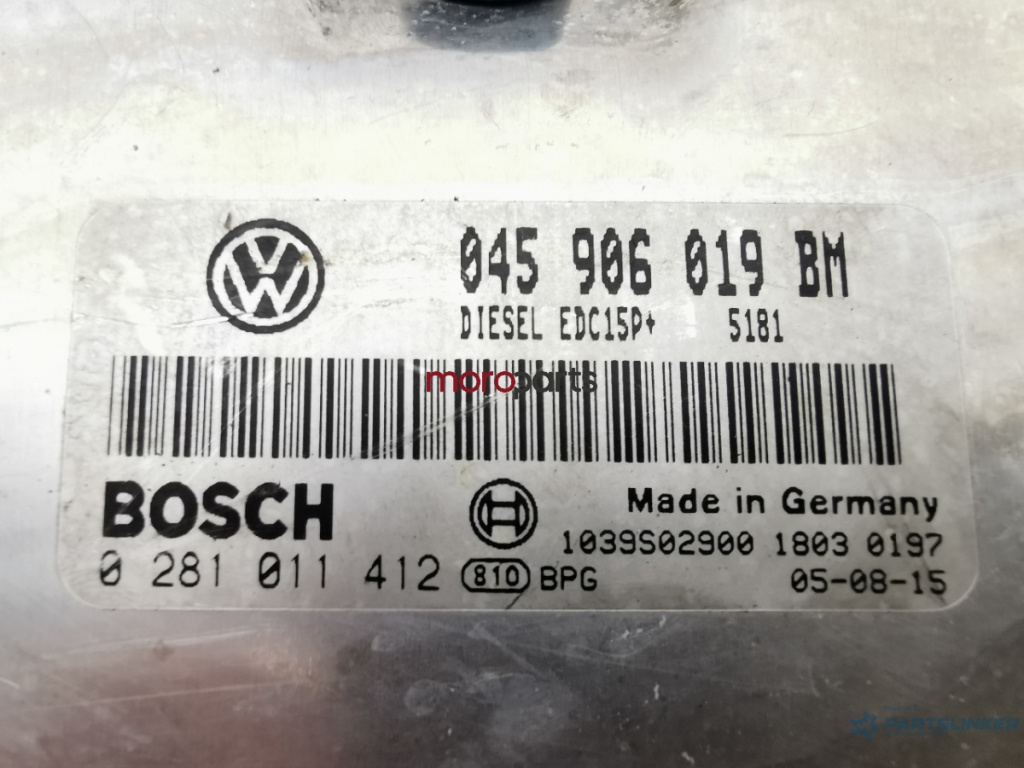 045 906 019 BM
DIESEL EDC15P+ 5181
moroparts
BOSCH
Made in Germany
1039S02900 1803 0197
0 281 011 412 810 BPG 05-08-15
PARTSLINKER